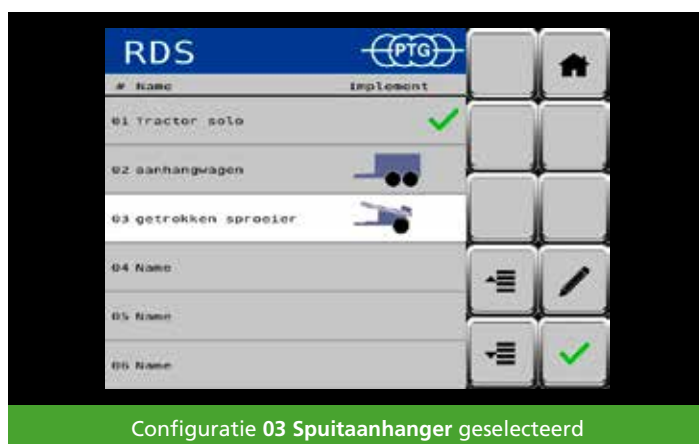 RDS PTG
# Name Implement
01 Tractor solo
02 aanhangwagen
03 getrokken sproeier
04 Name
05 Name
06 Name
Configuratie 03 Spuitaanhanger geselecteerd